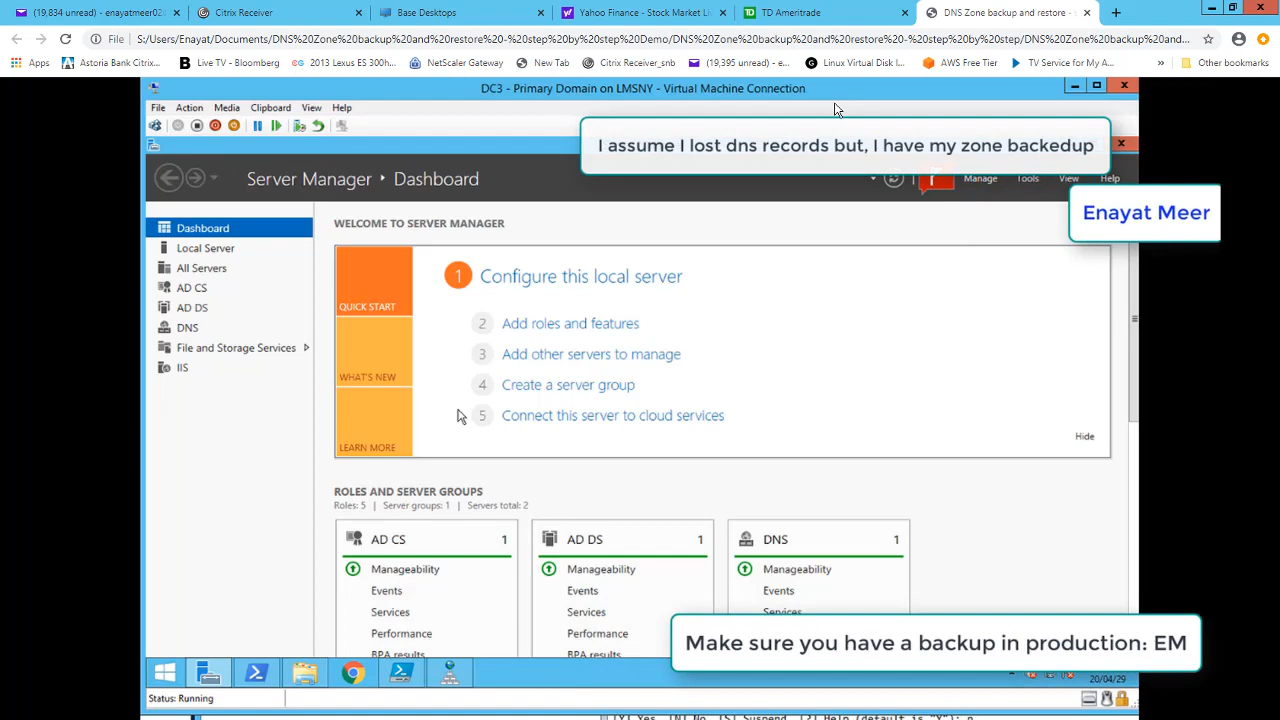 (19,834 unread) - enayatmeer02
Citrix Receiver
Base Desktops
Yahoo Finance - Stock Market Li
TD Ameritrade
DNS Zone backup and restore -
File
S:/Users/Enayat/Documents/DNS%20Zone%20backup%20and%20restore%20-%20step%20by%20step%20Demo/DNS%20Zone%20backup%20and%20restore%20-%20step%20by%20step/DNS%20Zone%20backup%20and...
Apps
Astoria Bank Citrix...
Live TV - Bloomberg
2013 Lexus ES 300h...
NetScaler Gateway
New Tab
Citrix Receiver_snb
(19,395 unread) - e...
Linux Virtual Disk I...
AWS Free Tier
TV Service for My A...
Other bookmarks
DC3 - Primary Domain on LMSNY - Virtual Machine Connection
File Action Media Clipboard View Help
I assume I lost dns records but, I have my zone backedup
Server Manager • Dashboard
Manage Tools View Help
Enayat Meer
Dashboard
Local Server
All Servers
AD CS
AD DS
DNS
File and Storage Services
IIS
WELCOME TO SERVER MANAGER
QUICK START
WHAT'S NEW
LEARN MORE
1 Configure this local server
2 Add roles and features
3 Add other servers to manage
4 Create a server group
5 Connect this server to cloud services
Hide
ROLES AND SERVER GROUPS
Roles: 5 | Server groups: 1 | Servers total: 2
AD CS 1
Manageability
Events
Services
Performance
BPA results
AD DS 1
Manageability
Events
Services
Performance
BPA results
DNS 1
Manageability
Events
Services
Make sure you have a backup in production: EM
20/04/29
Status: Running
[Y] Yes [N] No [S] Suspend [?] Help (default is "Y"): n